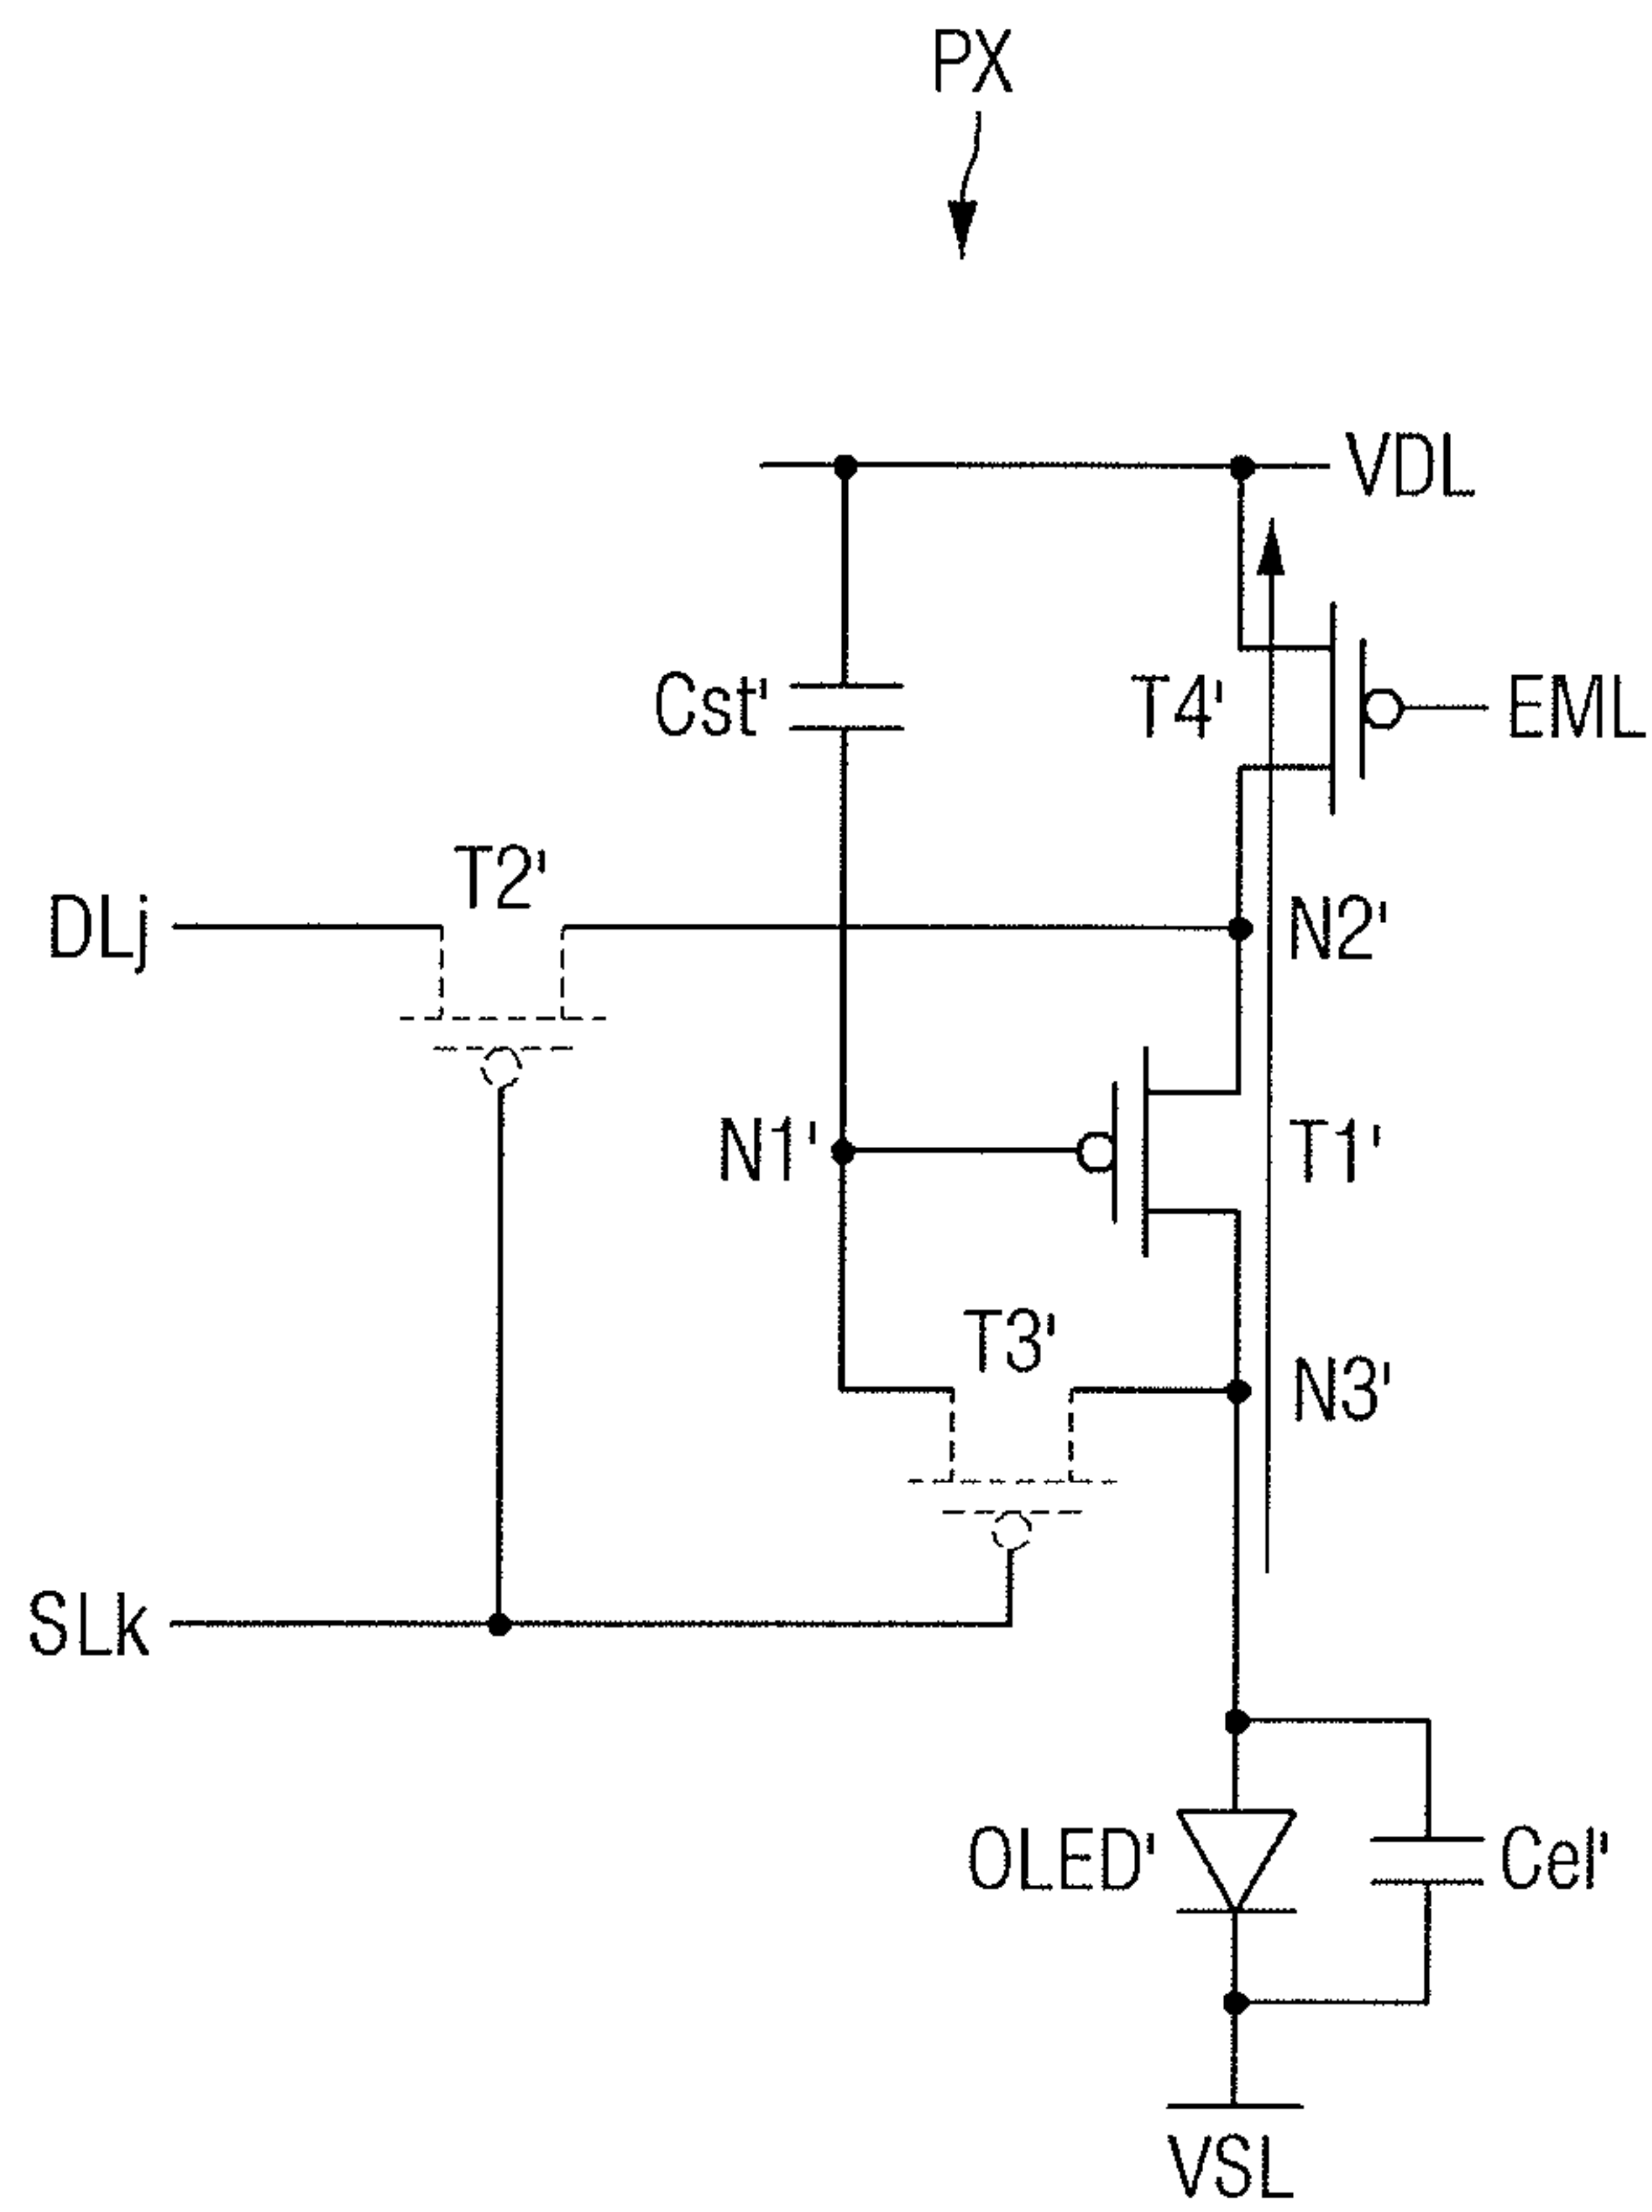 PX
VDL
Cst'
T4'
EML
T2'
DLj
N2'
N1'
T1'
T3'
N3'
SLk
OLED'
Cel'
VSL